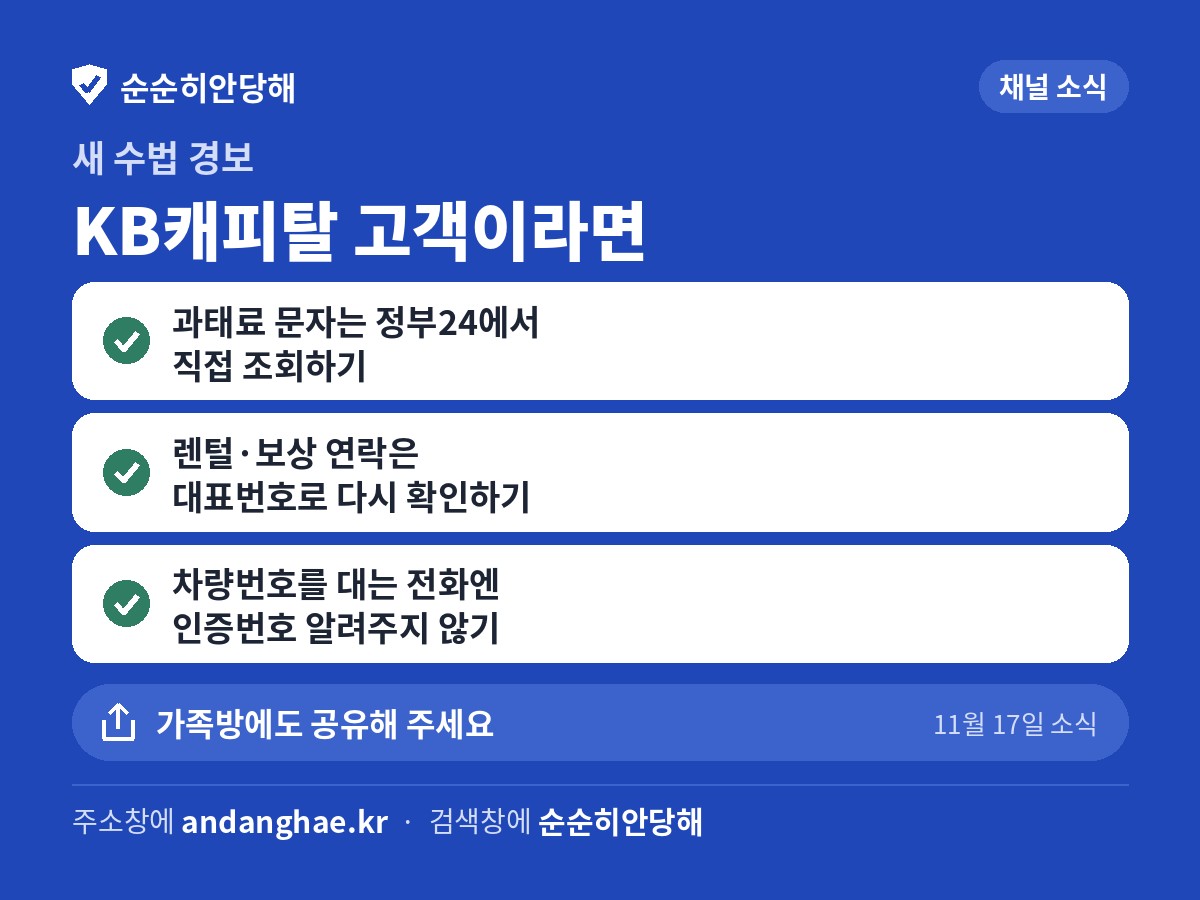 순순히안당해
채널 소식
새 수법 경보
KB캐피탈 고객이라면
과태료 문자는 정부24에서
직접 조회하기
렌털·보상 연락은
대표번호로 다시 확인하기
차량번호를 대는 전화엔
인증번호 알려주지 않기
가족방에도 공유해 주세요
11월 17일 소식
주소창에 andanghae.kr · 검색창에 순순히안당해